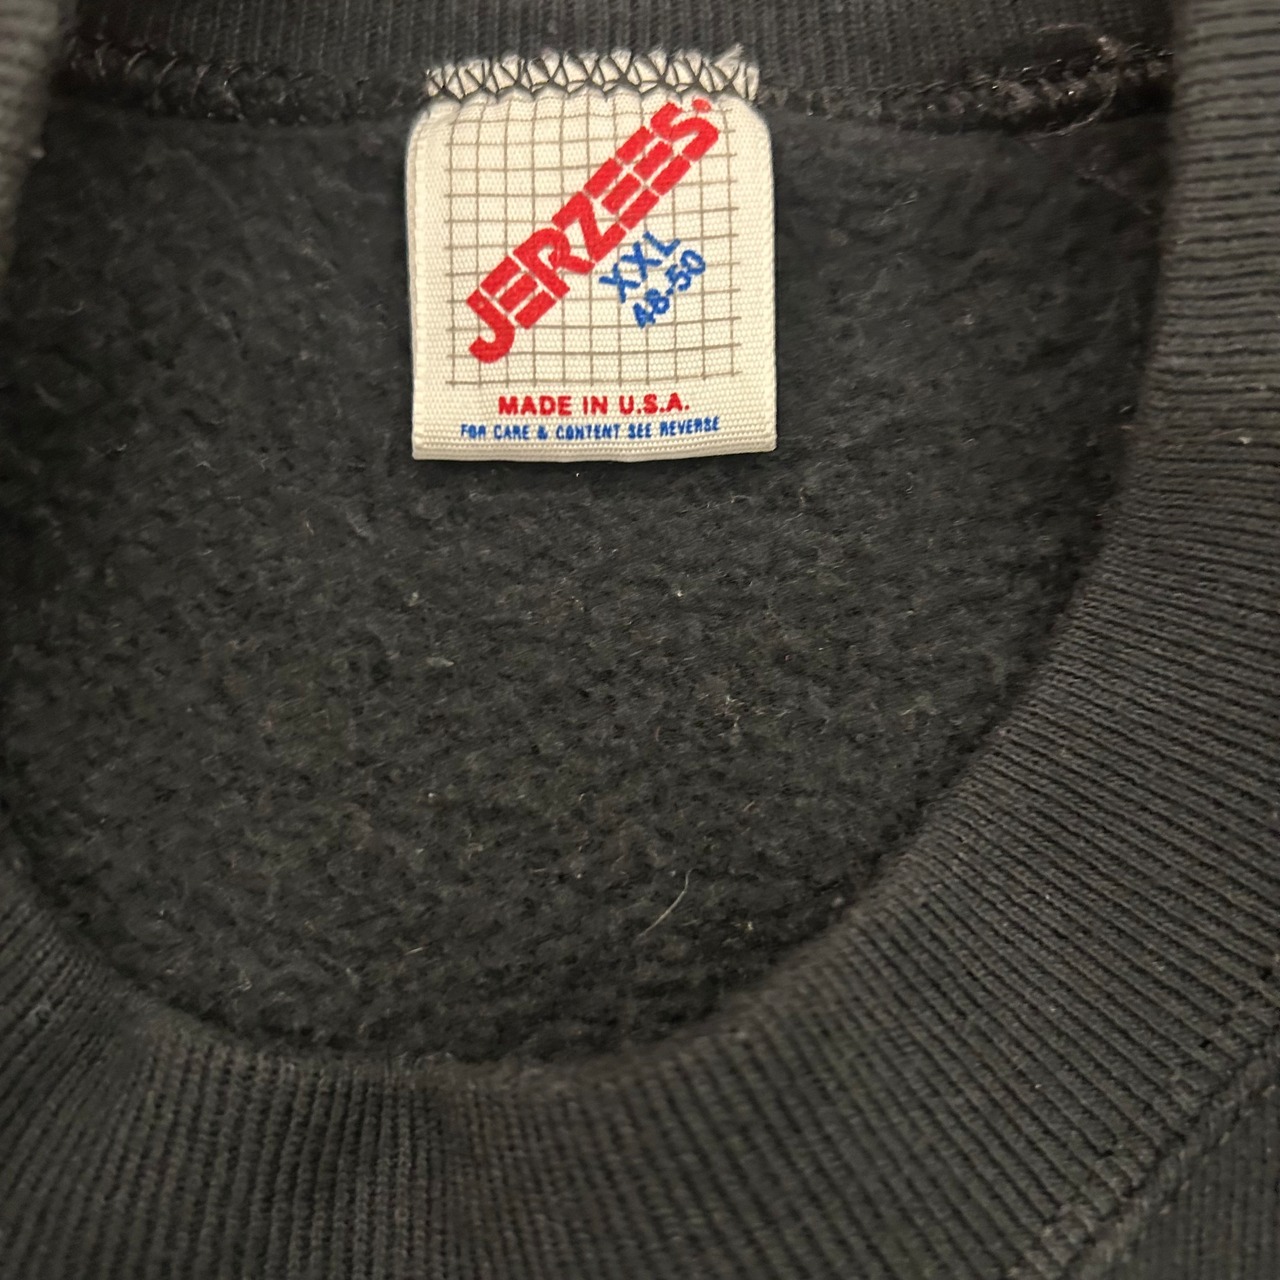 JERZEES
XXL
48-50
MADE IN U.S.A.
FOR CARE & CONTENT SEE REVERSE